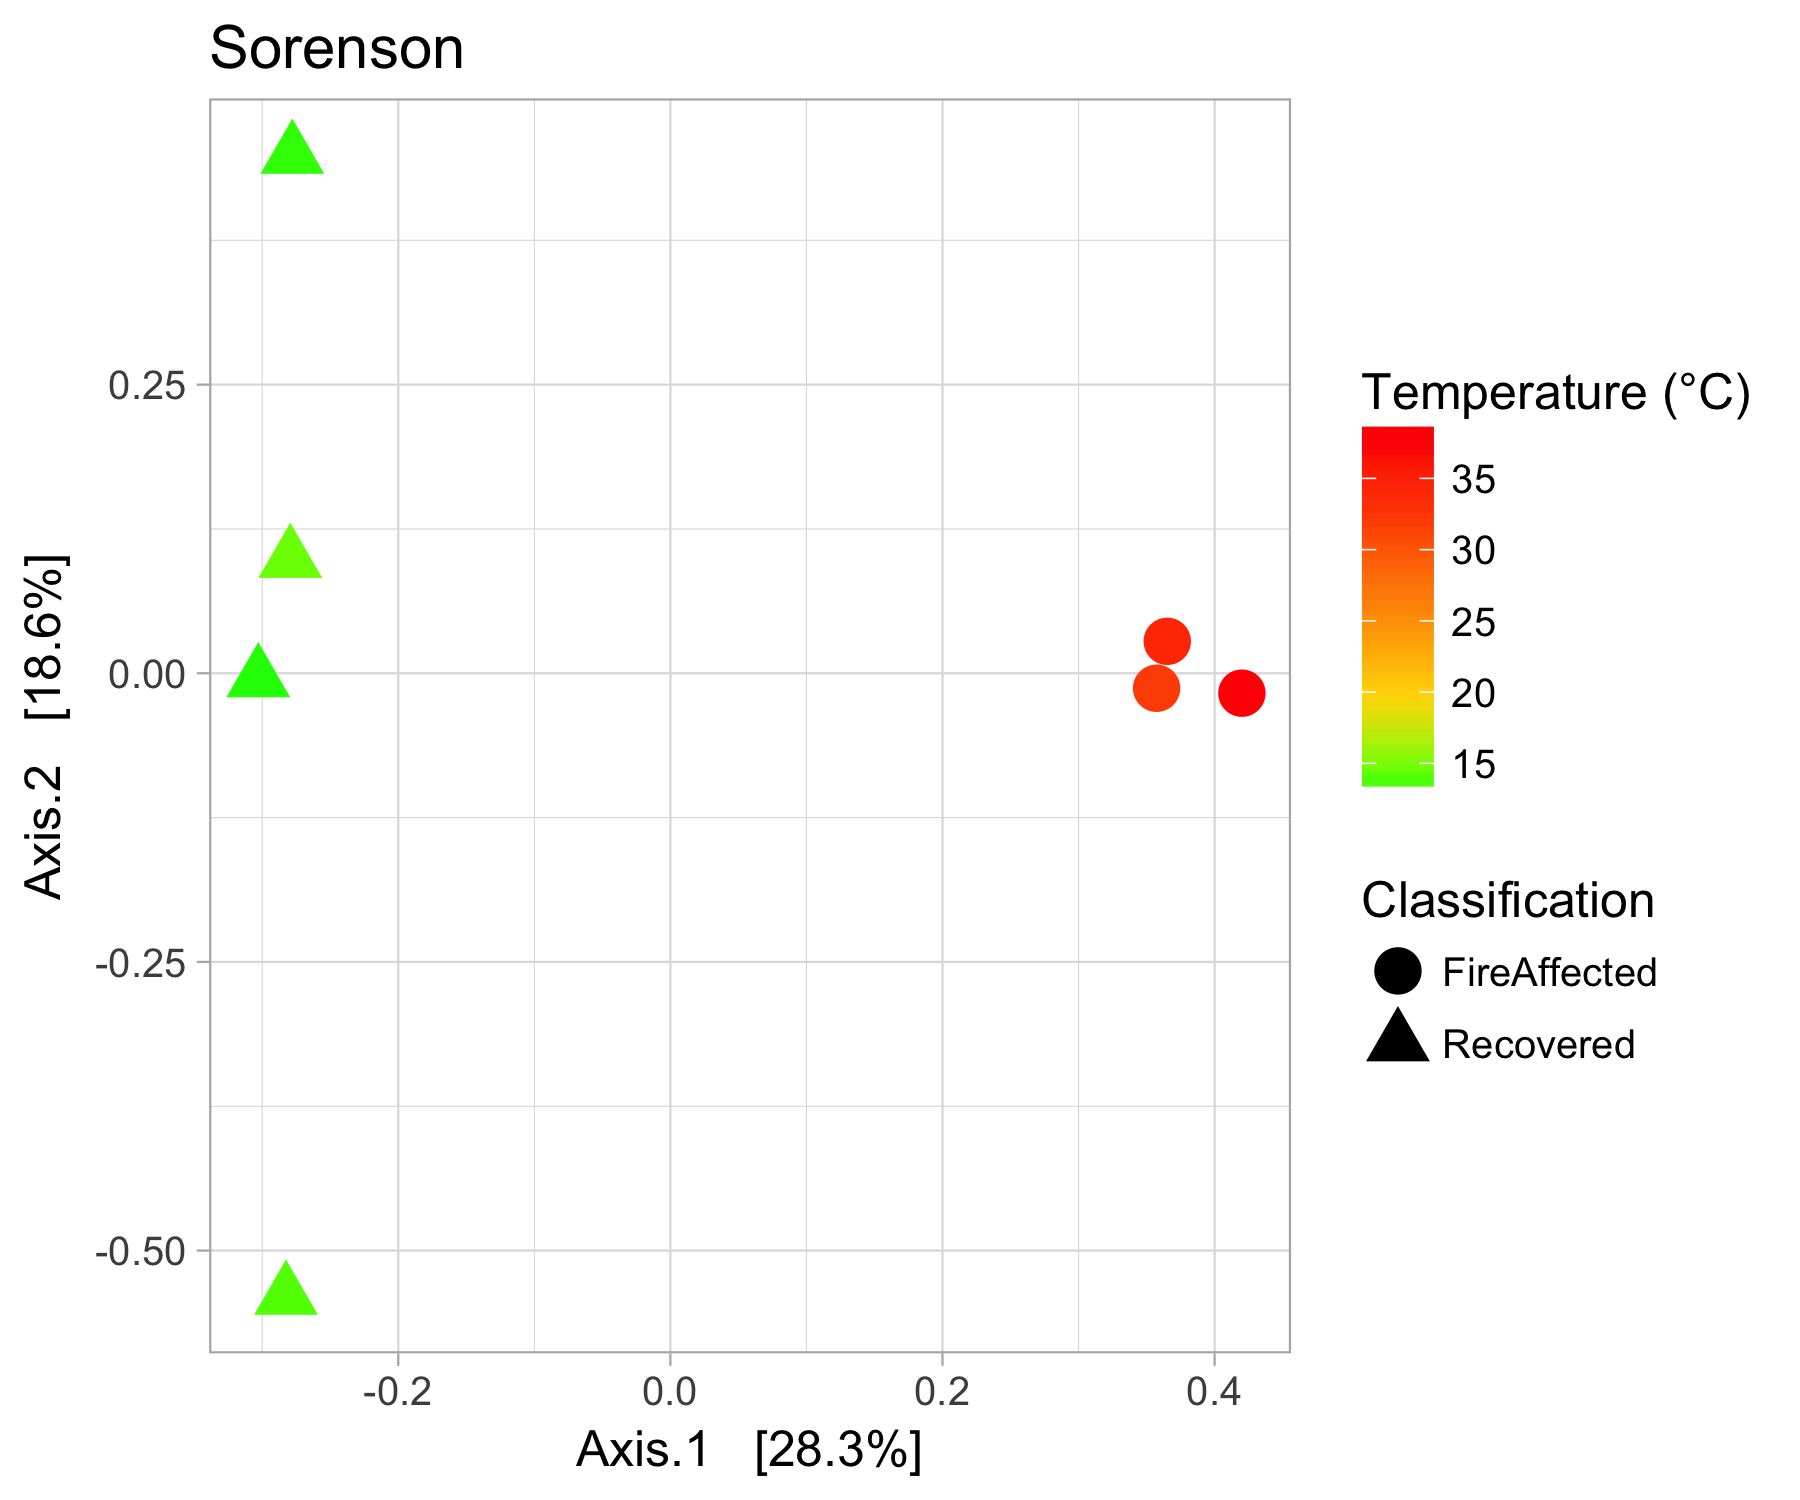 Sorenson
0.25
0.00
-0.25
-0.50
Axis.2 [18.6%]
-0.2 0.0 0.2 0.4
Axis.1 [28.3%]
Temperature (°C)
35
30
25
20
15
Classification
FireAffected
Recovered